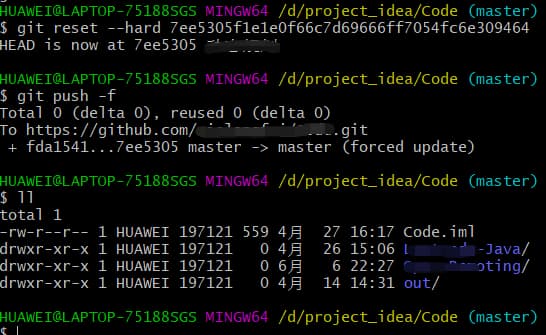 HUAWEI@LAPTOP-75188SGS MINGW64 /d/project_idea/Code (master)
$ git reset --hard 7ee5305f1e1e0f66c7d69666ff7054fc6e309464
HEAD is now at 7ee5305
HUAWEI@LAPTOP-75188SGS MINGW64 /d/project_idea/Code (master)
$ git push -f
Total 0 (delta 0), reused 0 (delta 0)
To https://github.com/ .git
+ fda1541...7ee5305 master -> master (forced update)
HUAWEI@LAPTOP-75188SGS MINGW64 /d/project_idea/Code (master)
$ ll
total 1
-rw-r--r-- 1 HUAWEI 197121 559 4月 27 16:17 Code.iml
drwxr-xr-x 1 HUAWEI 197121 0 4月 26 15:06 -Java/
drwxr-xr-x 1 HUAWEI 197121 0 6月 6 22:27
drwxr-xr-x 1 HUAWEI 197121 0 4月 14 14:31 out/
HUAWEI@LAPTOP-75188SGS MINGW64 /d/project_idea/Code (master)
$